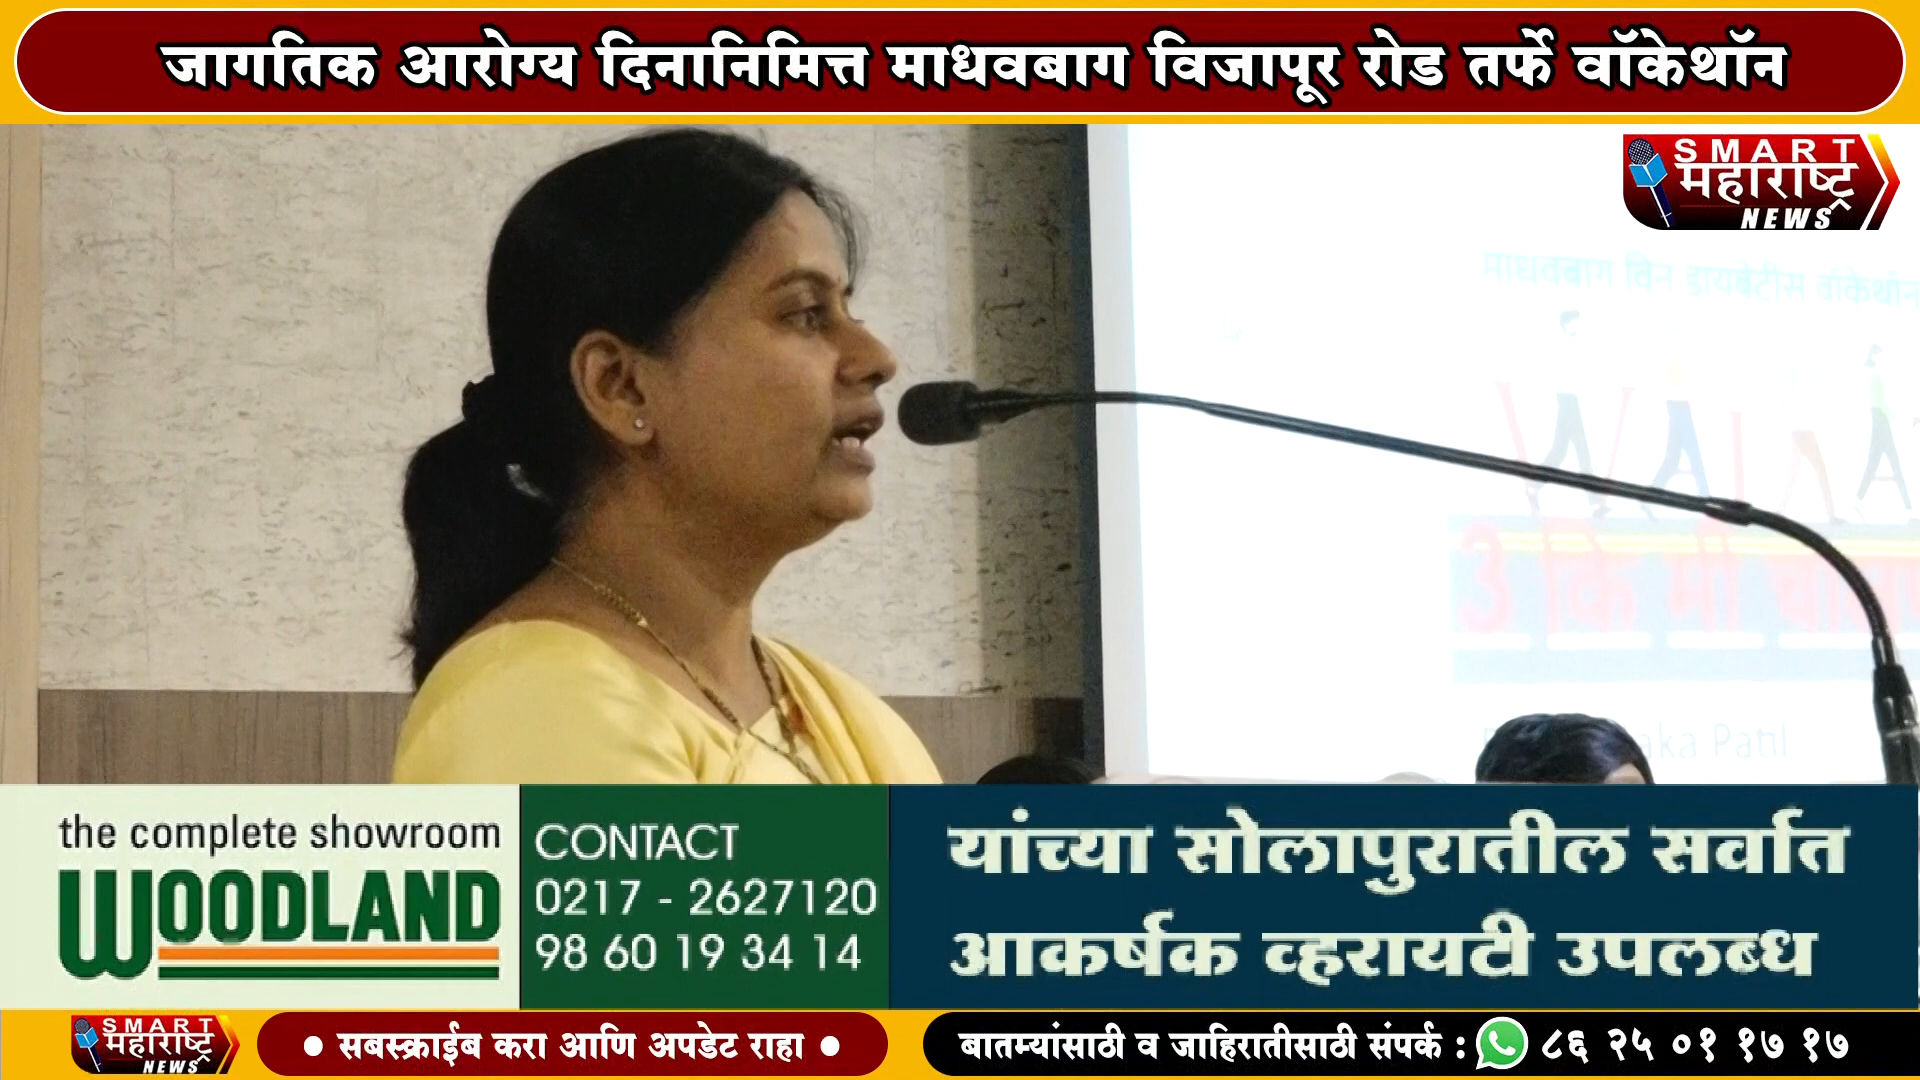 जागतिक आरोग्य दिनानिमित्त माधवबाग विजापूर रोड तर्फे वॉकेथॉन
SMART
महाराष्ट्र
NEWS
माधवबाग विन डायबेटीस वॉकेथॉन
3 कि मी
Patil
the complete showroom
WOODLAND
CONTACT
0217 - 2627120
98 60 19 34 14
यांच्या सोलापुरातील सर्वात
आकर्षक व्हरायटी उपलब्ध
SMART
महाराष्ट्र
NEWS
• सबस्क्राईब करा आणि अपडेट राहा •
बातम्यांसाठी व जाहिरातीसाठी संपर्क : ८६ २५ ०१ १७ १७